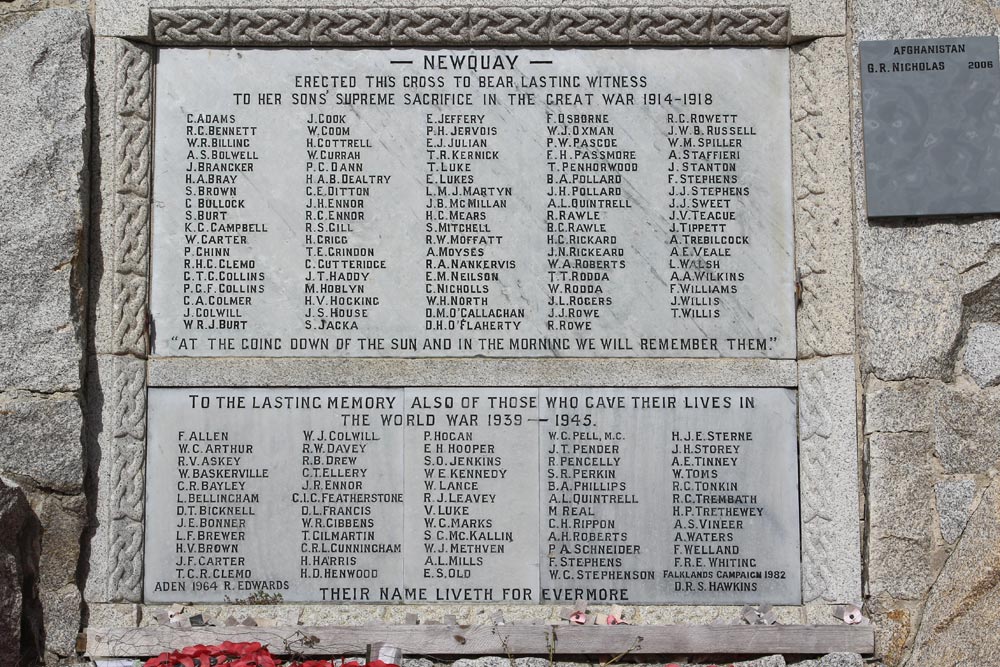 — NEWQUAY —
ERECTED THIS CROSS TO BEAR LASTING WITNESS
TO HER SONS' SUPREME SACRIFICE IN THE GREAT WAR 1914-1918
C. ADAMS
R.C. BENNETT
W.R. BILLING
A.S. BOLWELL
J. BRANCKER
H.A. BRAY
S. BROWN
C BULLOCK
S. BURT
K.C. CAMPBELL
W. CARTER
P. CHINN
R.H.C. CLEMO
C.T.C. COLLINS
P.C.F. COLLINS
C.A. COLMER
J. COLWILL
W.R.J. BURT
J. COOK
W. COOM
H. COTTRELL
W. CURRAH
P.C. DANN
H.A.B. DEALTRY
C.E. DITTON
J.H. ENNOR
R.C. ENNOR
R.S. GILL
H. GRIGG
T.E. GRINDON
C. GUTTERIDGE
J.T. HADDY
M. HOBLYN
H.V. HOCKING
J.S. HOUSE
S. JACKA
E. JEFFERY
P.H. JERVOIS
E.J. JULIAN
T.R. KERNICK
T. LUKE
E. LUKES
L.M.J. MARTYN
J.B. MCMILLAN
H.C. MEARS
S. MITCHELL
R.W. MOFFATT
A. MOYSES
R.A. NANKERVIS
E.M. NEILSON
C. NICHOLLS
W.H. NORTH
D.M. O'CALLACHAN
D.H. O'FLAHERTY
F. OSBORNE
W.J. OXMAN
P.W. PASCOE
F.H. PASSMORE
T. PENHORWOOD
B.A. POLLARD
J.H. POLLARD
A.L. QUINTRELL
R. RAWLE
B.C. RAWLE
H.C. RICKARD
J.N. RICKEARD
W.A. ROBERTS
T.T. RODDA
W. RODDA
J.L. ROGERS
J.J. ROWE
R. ROWE
R.C. ROWETT
J.W.B. RUSSELL
W.M. SPILLER
A. STAFFIERI
J. STANTON
F. STEPHENS
J.J. STEPHENS
J.J. SWEET
J.V. TEAGUE
J. TIPPETT
A. TREBILCOCK
A.E. VEALE
L. WALSH
A.A. WILKINS
F. WILLIAMS
J. WILLIS
T. WILLIS
"AT THE GOING DOWN OF THE SUN AND IN THE MORNING WE WILL REMEMBER THEM."
AFGHANISTAN
G.R. NICHOLAS 2006
TO THE LASTING MEMORY ALSO OF THOSE WHO GAVE THEIR LIVES IN
THE WORLD WAR 1939 — 1945.
F. ALLEN
W.C. ARTHUR
R.V. ASKEY
W. BASKERVILLE
C.R. BAYLEY
L. BELLINGHAM
D.T. BICKNELL
J.E. BONNER
L.F. BREWER
H.V. BROWN
J.F. CARTER
T.C.R. CLEMO
ADEN 1964 R. EDWARDS
W.J. COLWILL
R.W. DAVEY
R.B. DREW
C.T. ELLERY
J.R. ENNOR
C.I.C. FEATHERSTONE
D.L. FRANCIS
W.R. GIBBENS
T. GILMARTIN
C.R.L. CUNNINGHAM
H. HARRIS
H.D. HENWOOD
P. HOGAN
E.H. HOOPER
S.O. JENKINS
W.E. KENNEDY
W. LANCE
R.J. LEAVEY
V. LUKE
W.C. MARKS
S.C. McKALLIN
W.J. METHVEN
A.L. MILLS
E.S. OLD
W.C. PELL, M.C.
J.T. PENDER
R. PENGELLY
S.R. PERKIN
B.A. PHILLIPS
A.L. QUINTRELL
M. REAL
C.H. RIPPON
A.H. ROBERTS
P.A. SCHNEIDER
F. STEPHENS
W.G. STEPHENSON
H.J.E. STERNE
J.H. STOREY
A.E. TINNEY
W. TOMS
R.C. TONKIN
R.C. TREMBATH
H.P. TRETHEWEY
A.S. VINEER
A. WATERS
F. WELLAND
F.R.E. WHITING
FALKLANDS CAMPAIGN 1982
D.R.S. HAWKINS
THEIR NAME LIVETH FOR EVERMORE